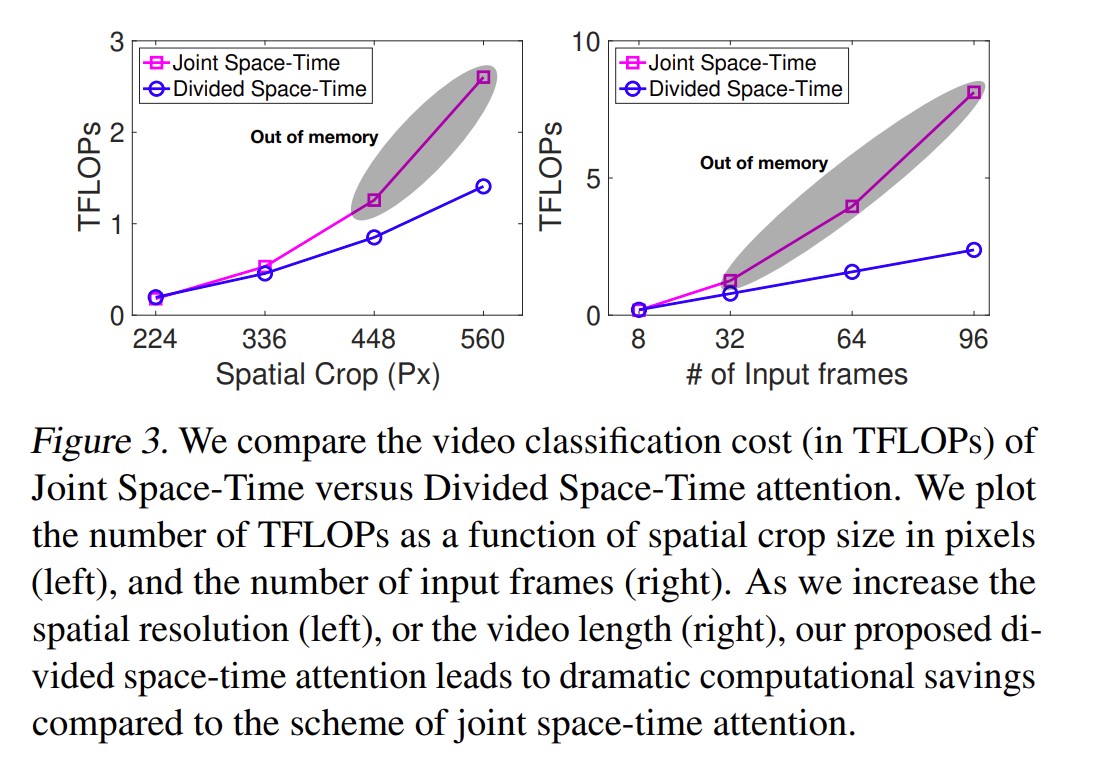 3
2
1
0
TFLOPs
Joint Space-Time
Divided Space-Time
Out of memory
224 336 448 560
Spatial Crop (Px)
10
5
0
TFLOPs
Joint Space-Time
Divided Space-Time
Out of memory
8 32 64 96
# of Input frames
Figure 3. We compare the video classification cost (in TFLOPs) of
Joint Space-Time versus Divided Space-Time attention. We plot
the number of TFLOPs as a function of spatial crop size in pixels
(left), and the number of input frames (right). As we increase the
spatial resolution (left), or the video length (right), our proposed di-
vided space-time attention leads to dramatic computational savings
compared to the scheme of joint space-time attention.